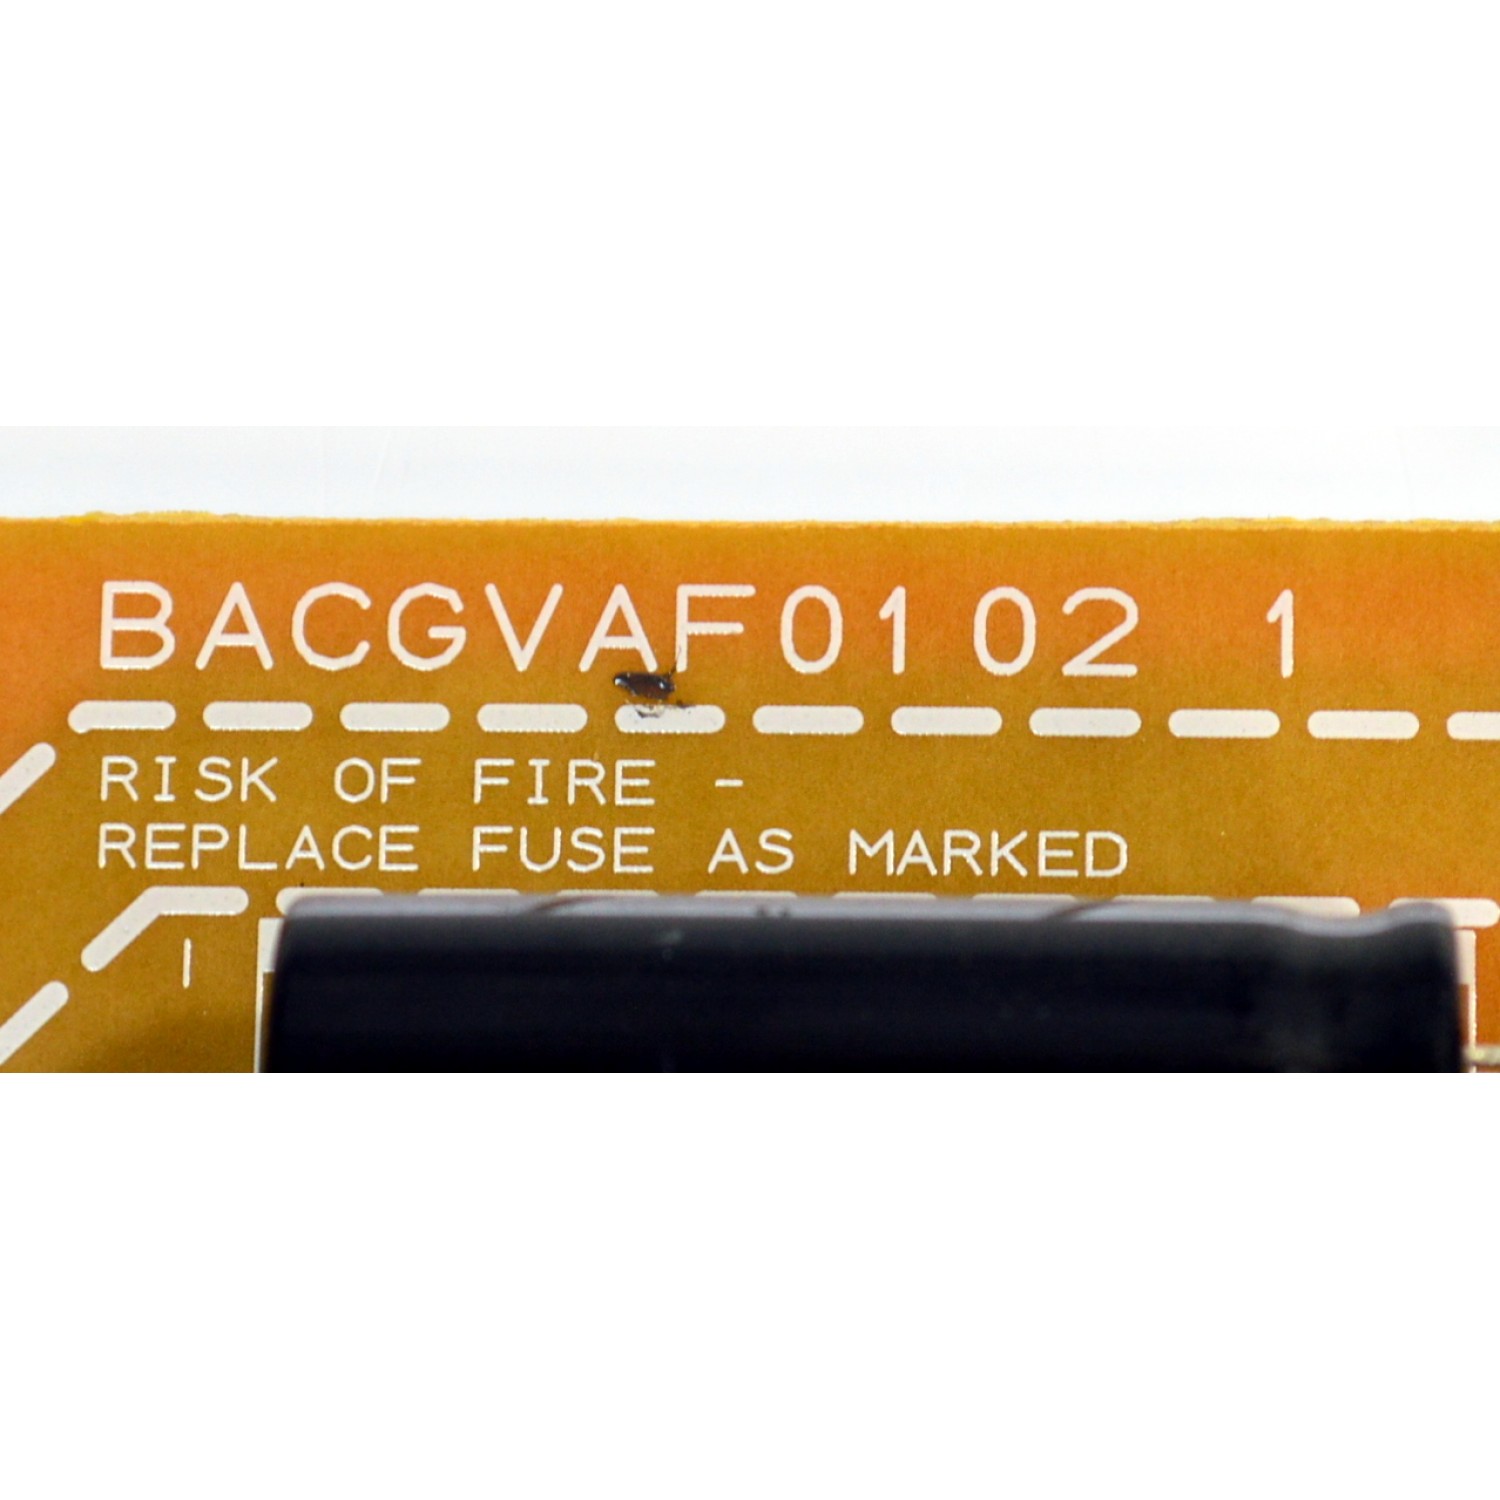 BACGVAF0102 1
RISK OF FIRE -
REPLACE FUSE AS MARKED